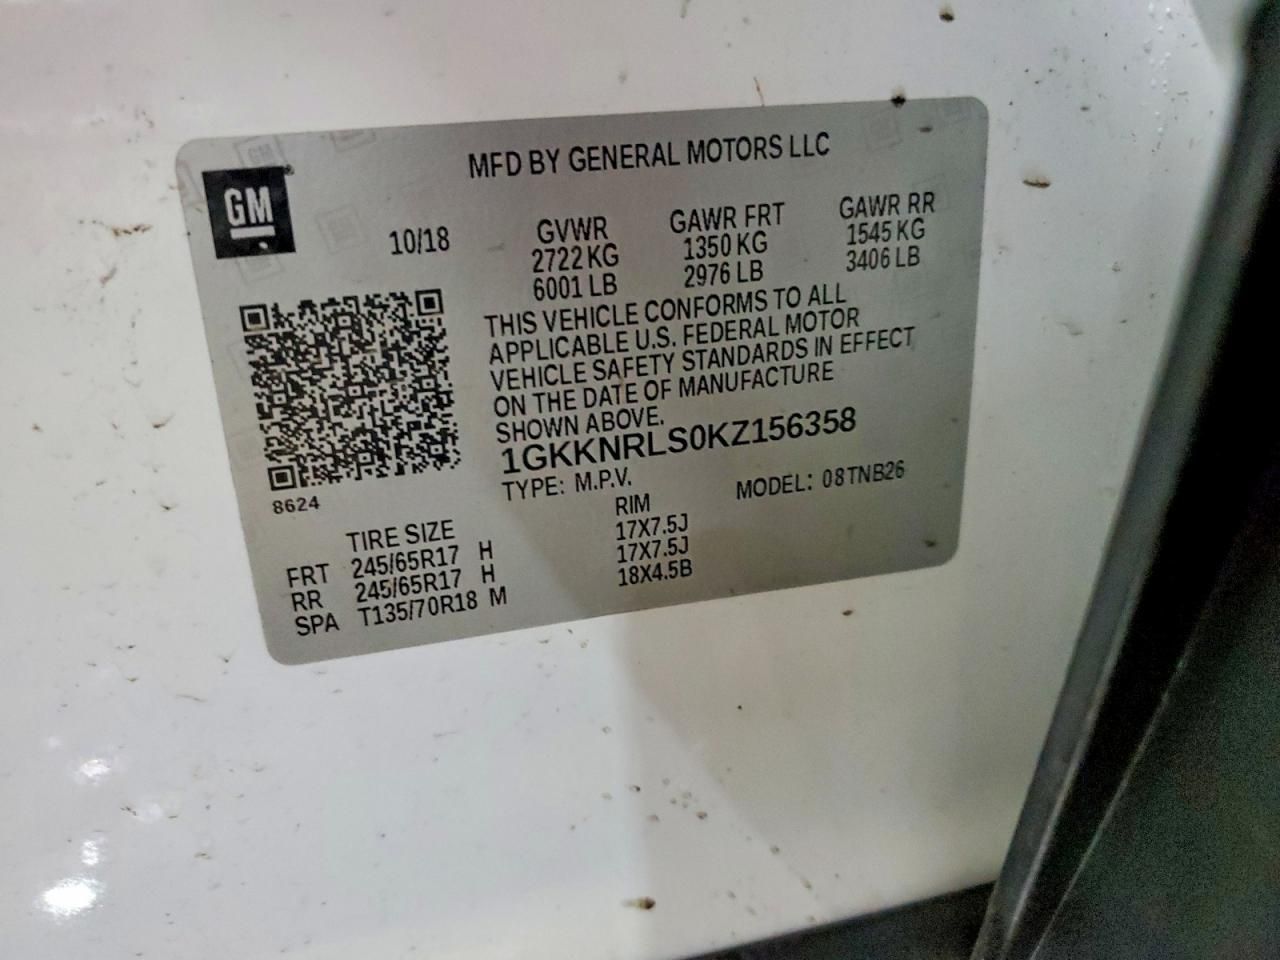 MFD BY GENERAL MOTORS LLC
GM
10/18
GVWR GAWR FRT GAWR RR
2722 KG 1350 KG 1545 KG
6001 LB 2976 LB 3406 LB
THIS VEHICLE CONFORMS TO ALL
APPLICABLE U.S. FEDERAL MOTOR
VEHICLE SAFETY STANDARDS IN EFFECT
ON THE DATE OF MANUFACTURE
SHOWN ABOVE.
1GKKNRLS0KZ156358
TYPE: M.P.V. MODEL: 08TNB26
8624
TIRE SIZE RIM
FRT 245/65R17 H 17X7.5J
RR 245/65R17 H 17X7.5J
SPA T135/70R18 M 18X4.5B